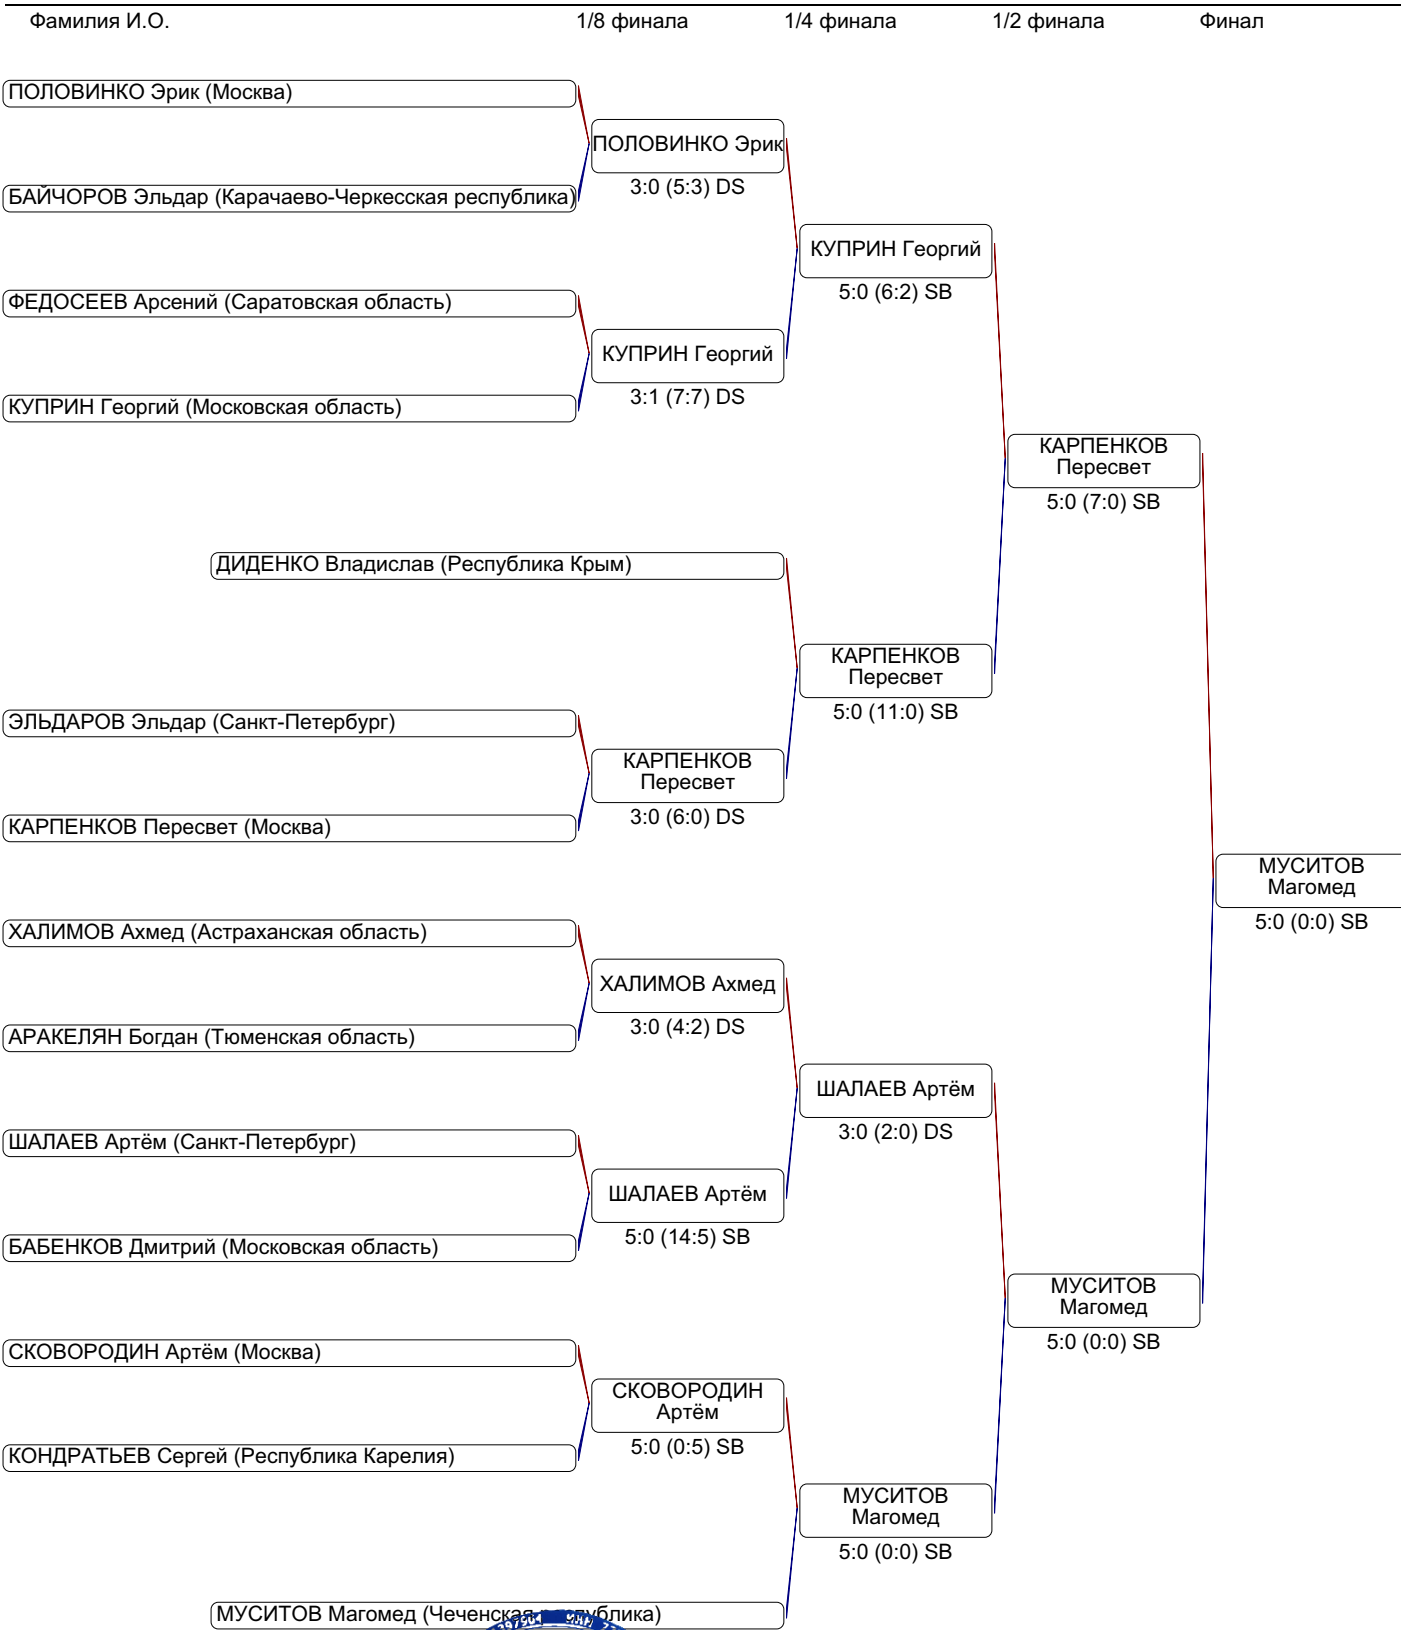 Фамилия И.О. 1/8 финала 1/4 финала 1/2 финала Финал
ПОЛОВИНКО Эрик (Москва)
ПОЛОВИНКО Эрик
3:0 (5:3) DS
БАЙЧОРОВ Эльдар (Карачаево-Черкесская республика)
КУПРИН Георгий
5:0 (6:2) SB
ФЕДОСЕЕВ Арсений (Саратовская область)
КУПРИН Георгий
3:1 (7:7) DS
КУПРИН Георгий (Московская область)
КАРПЕНКОВ
Пересвет
5:0 (7:0) SB
ДИДЕНКО Владислав (Республика Крым)
КАРПЕНКОВ
Пересвет
5:0 (11:0) SB
ЭЛЬДАРОВ Эльдар (Санкт-Петербург)
КАРПЕНКОВ
Пересвет
3:0 (6:0) DS
КАРПЕНКОВ Пересвет (Москва)
МУСИТОВ
Магомед
5:0 (0:0) SB
ХАЛИМОВ Ахмед (Астраханская область)
ХАЛИМОВ Ахмед
3:0 (4:2) DS
АРАКЕЛЯН Богдан (Тюменская область)
ШАЛАЕВ Артём
3:0 (2:0) DS
ШАЛАЕВ Артём (Санкт-Петербург)
ШАЛАЕВ Артём
5:0 (14:5) SB
БАБЕНКОВ Дмитрий (Московская область)
МУСИТОВ
Магомед
5:0 (0:0) SB
СКОВОРОДИН Артём (Москва)
СКОВОРОДИН
Артём
5:0 (0:5) SB
КОНДРАТЬЕВ Сергей (Республика Карелия)
МУСИТОВ
Магомед
5:0 (0:0) SB
МУСИТОВ Магомед (Чеченская республика)